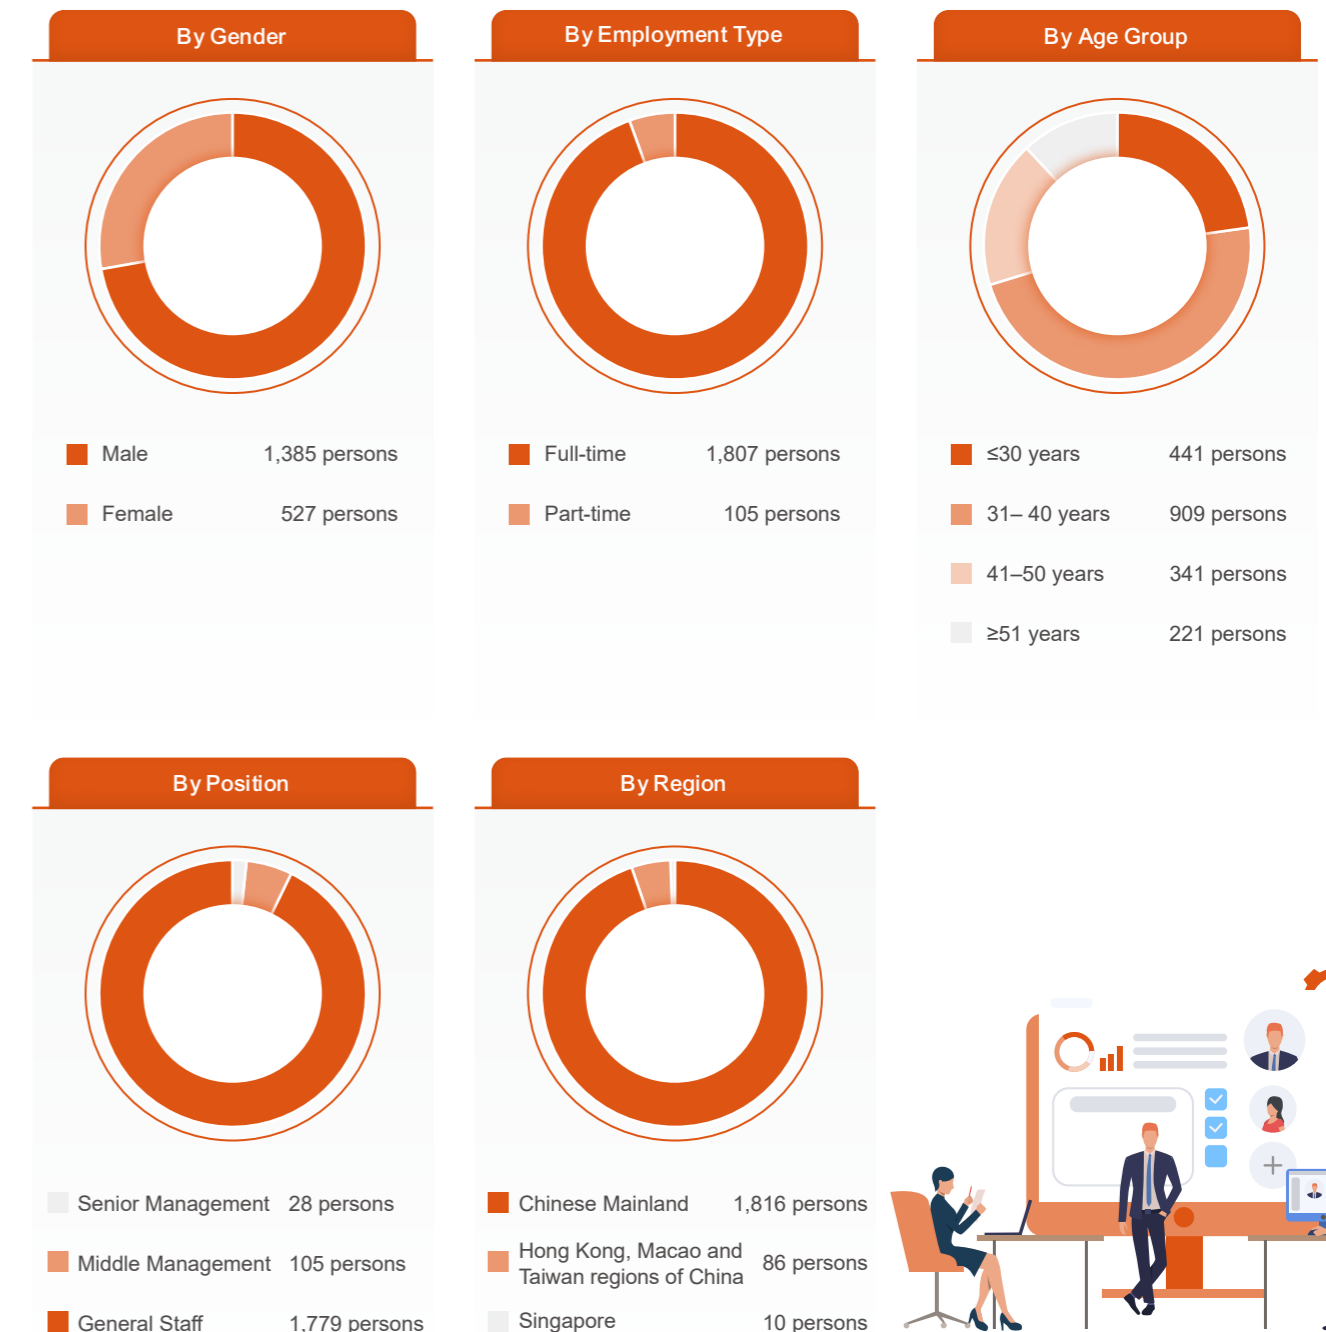 By Gender
Male 1,385 persons
Female 527 persons
By Employment Type
Full-time 1,807 persons
Part-time 105 persons
By Age Group
≤30 years 441 persons
31– 40 years 909 persons
41–50 years 341 persons
≥51 years 221 persons
By Position
Senior Management 28 persons
Middle Management 105 persons
General Staff 1,779 persons
By Region
Chinese Mainland 1,816 persons
Hong Kong, Macao and
Taiwan regions of China 86 persons
Singapore 10 persons